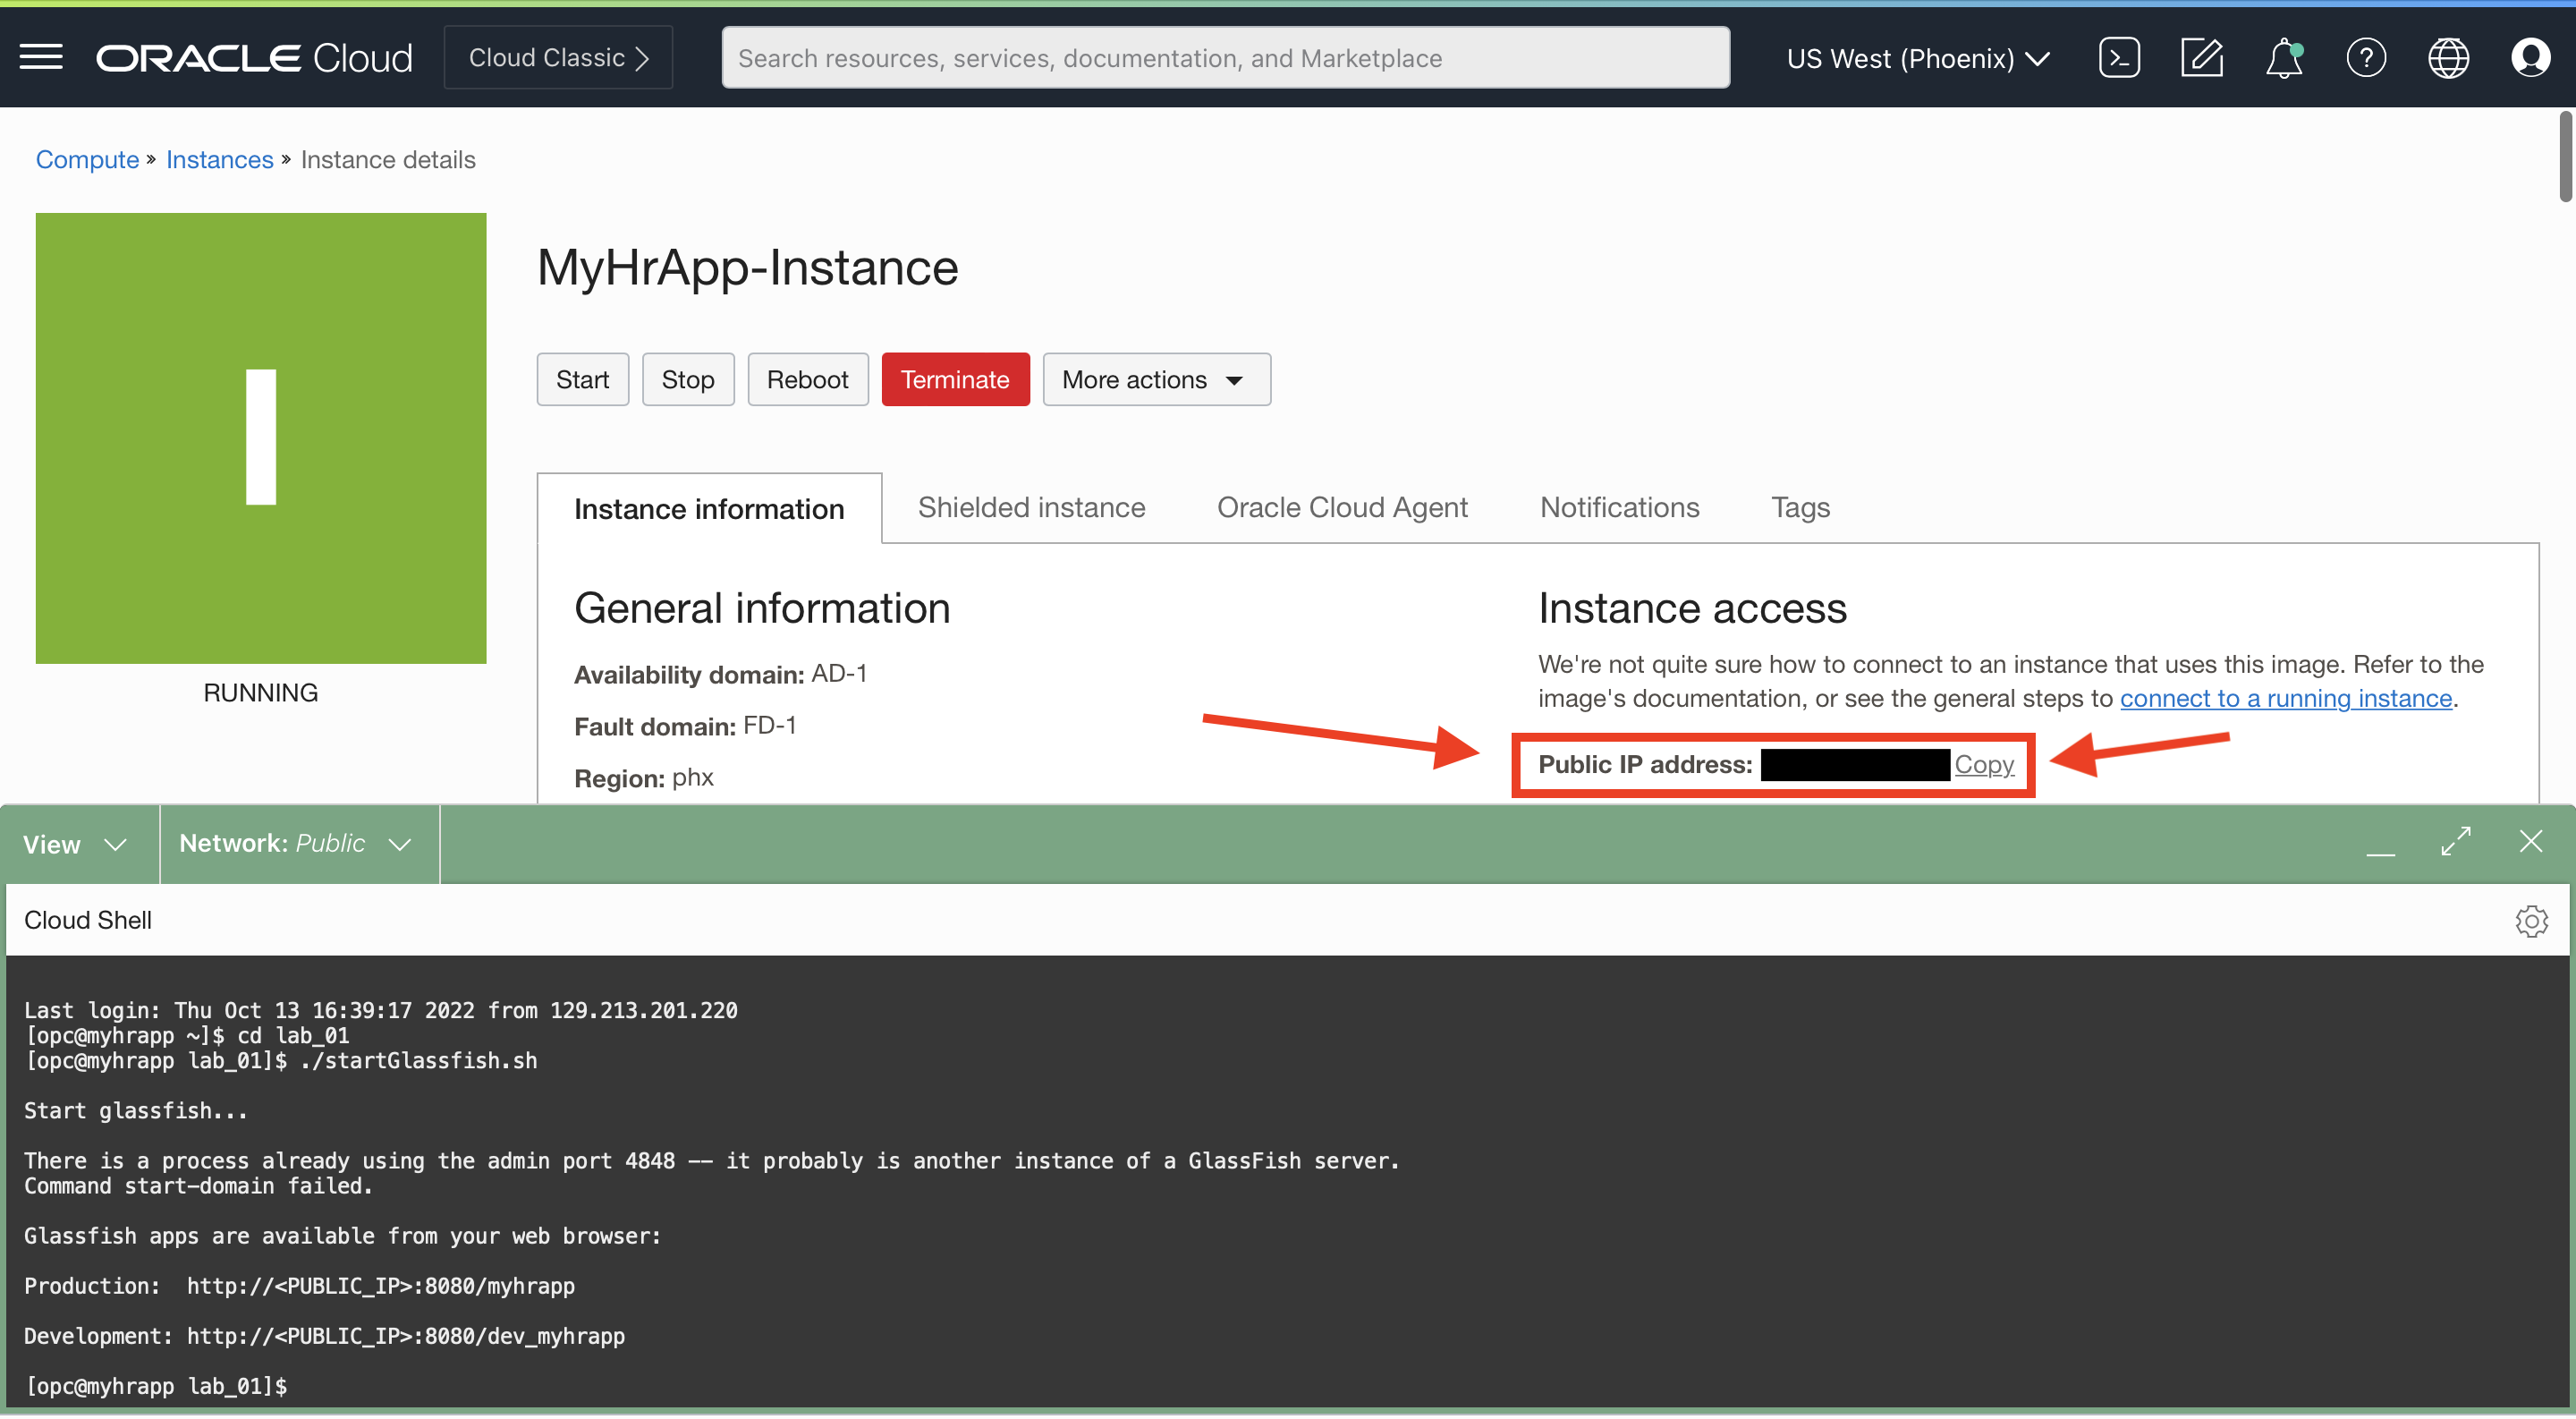 ORACLE Cloud
Cloud Classic
Search resources, services, documentation, and Marketplace
US West (Phoenix)
Compute » Instances » Instance details
I
RUNNING
MyHrApp-Instance
Start
Stop
Reboot
Terminate
More actions
Instance information
Shielded instance
Oracle Cloud Agent
Notifications
Tags
General information
Availability domain: AD-1
Fault domain: FD-1
Region: phx
Instance access
We're not quite sure how to connect to an instance that uses this image. Refer to the
image's documentation, or see the general steps to connect to a running instance.
Public IP address: Copy
View
Network: Public
Cloud Shell
Last login: Thu Oct 13 16:39:17 2022 from 129.213.201.220
[opc@myhrapp ~]$ cd lab_01
[opc@myhrapp lab_01]$ ./startGlassfish.sh
Start glassfish...
There is a process already using the admin port 4848 -- it probably is another instance of a GlassFish server.
Command start-domain failed.
Glassfish apps are available from your web browser:
Production:  http://<PUBLIC_IP>:8080/myhrapp
Development: http://<PUBLIC_IP>:8080/dev_myhrapp
[opc@myhrapp lab_01]$